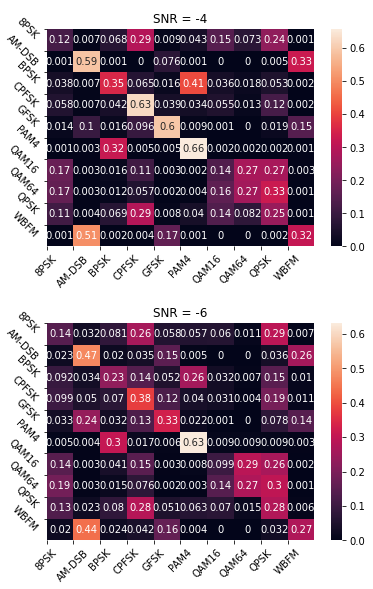 SNR = -4
8PSK 0.12 0.007 0.068 0.29 0.009 0.043 0.15 0.073 0.24 0.001
AM-DSB 0.001 0.59 0.001 0 0.076 0.001 0 0 0.005 0.33
BPSK 0.038 0.007 0.35 0.065 0.016 0.41 0.036 0.018 0.053 0.002
CPFSK 0.058 0.007 0.042 0.63 0.039 0.034 0.055 0.013 0.12 0.002
GFSK 0.014 0.1 0.016 0.096 0.6 0.009 0.001 0 0.019 0.15
PAM4 0.001 0.003 0.32 0.005 0.005 0.66 0.002 0.002 0.002 0.001
QAM16 0.17 0.003 0.016 0.11 0.003 0.002 0.14 0.27 0.27 0.003
QAM64 0.17 0.003 0.012 0.057 0.002 0.004 0.16 0.27 0.33 0.001
QPSK 0.11 0.004 0.069 0.29 0.008 0.04 0.14 0.082 0.25 0.001
WBFM 0.001 0.51 0.002 0.004 0.17 0.001 0 0 0.002 0.32
8PSK AM-DSB BPSK CPFSK GFSK PAM4 QAM16 QAM64 QPSK WBFM
0.6
0.5
0.4
0.3
0.2
0.1
0.0
SNR = -6
8PSK 0.14 0.032 0.081 0.26 0.058 0.057 0.06 0.011 0.29 0.007
AM-DSB 0.023 0.47 0.02 0.035 0.15 0.005 0 0 0.036 0.26
BPSK 0.092 0.034 0.23 0.14 0.052 0.26 0.032 0.007 0.15 0.01
CPFSK 0.099 0.05 0.07 0.38 0.12 0.04 0.031 0.004 0.19 0.011
GFSK 0.033 0.24 0.032 0.13 0.33 0.022 0.001 0 0.078 0.14
PAM4 0.005 0.004 0.3 0.017 0.006 0.63 0.009 0.009 0.009 0.003
QAM16 0.14 0.003 0.041 0.15 0.003 0.008 0.099 0.29 0.26 0.002
QAM64 0.19 0.003 0.015 0.076 0.002 0.003 0.14 0.27 0.3 0.001
QPSK 0.13 0.03 0.08 0.28 0.051 0.063 0.07 0.015 0.28 0.006
WBFM 0.02 0.44 0.024 0.042 0.16 0.004 0 0 0.032 0.27
8PSK AM-DSB BPSK CPFSK GFSK PAM4 QAM16 QAM64 QPSK WBFM
0.6
0.5
0.4
0.3
0.2
0.1
0.0